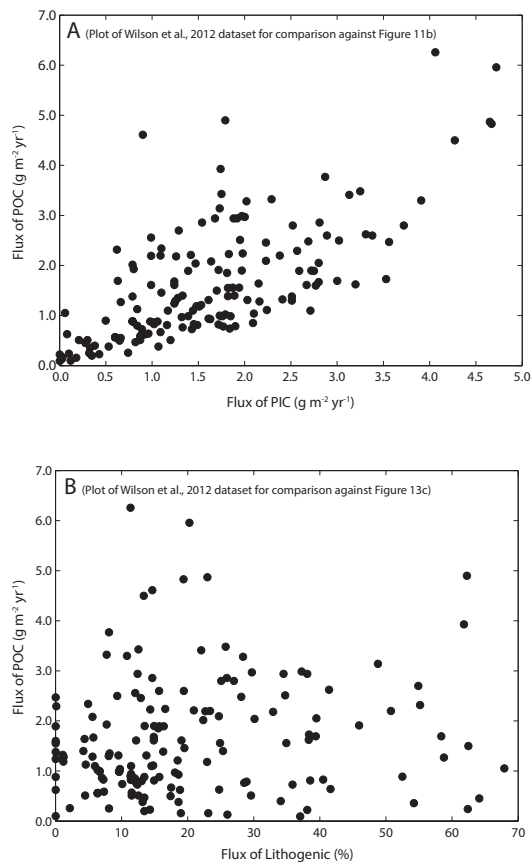 A (Plot of Wilson et al., 2012 dataset for comparison against Figure 11b)
7.0
6.0
5.0
4.0
3.0
2.0
1.0
0.0
Flux of POC (g m⁻² yr⁻¹)
0.0 0.5 1.0 1.5 2.0 2.5 3.0 3.5 4.0 4.5 5.0
Flux of PIC (g m⁻² yr⁻¹)
B (Plot of Wilson et al., 2012 dataset for comparison against Figure 13c)
7.0
6.0
5.0
4.0
3.0
2.0
1.0
0.0
Flux of POC (g m⁻² yr⁻¹)
0 10 20 30 40 50 60 70
Flux of Lithogenic (%)